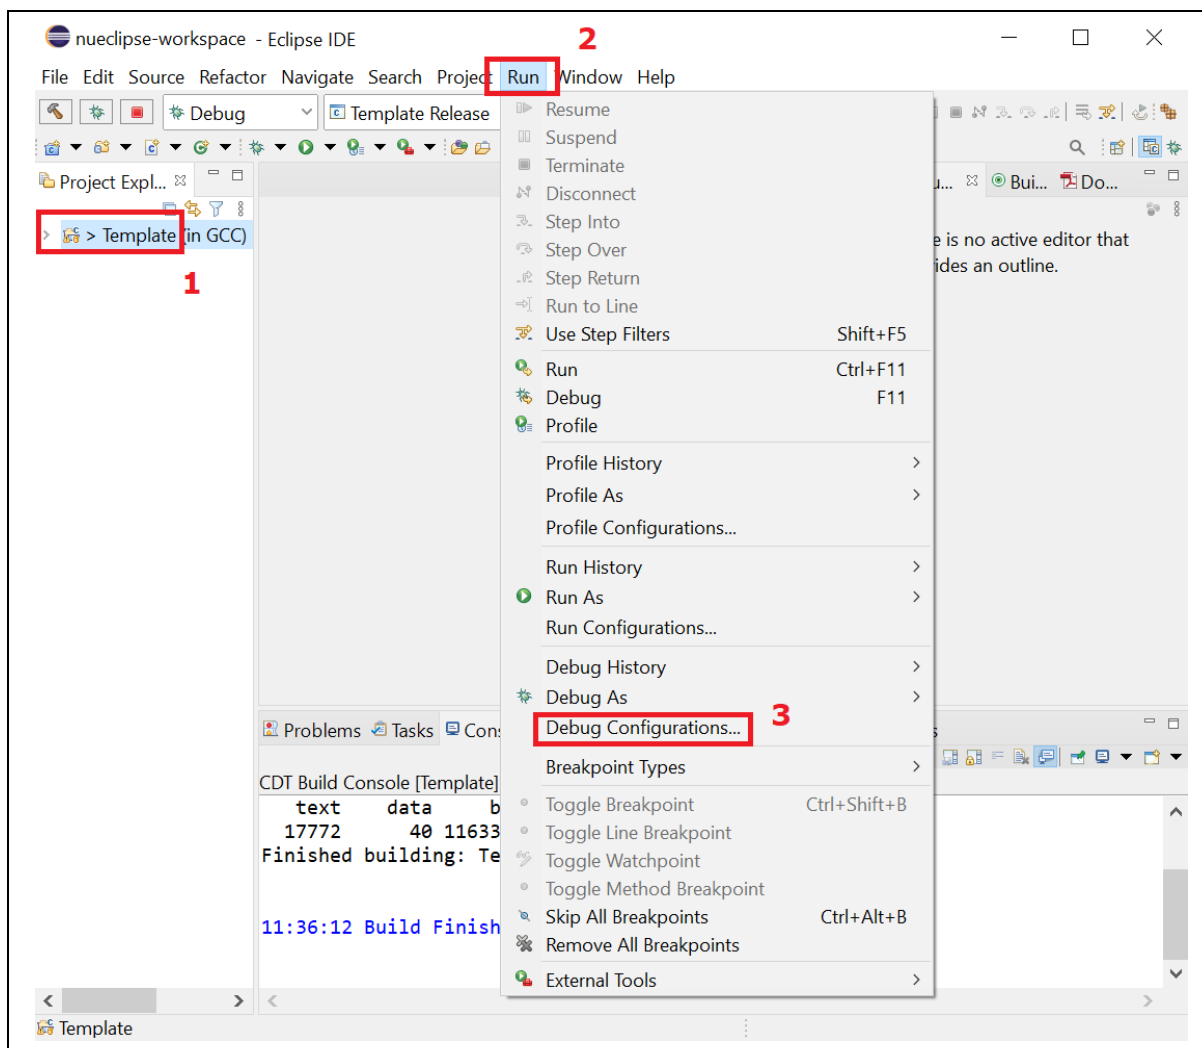 nueclipse-workspace - Eclipse IDE
2
File Edit Source Refactor Navigate Search Project Run Window Help
Debug
Template Release
Project Expl...
> Template (in GCC)
1
Resume
Suspend
Terminate
Disconnect
Step Into
Step Over
Step Return
Run to Line
Use Step Filters Shift+F5
Run Ctrl+F11
Debug F11
Profile
Profile History
Profile As
Profile Configurations...
Run History
Run As
Run Configurations...
Debug History
Debug As
Debug Configurations...
3
Breakpoint Types
Toggle Breakpoint Ctrl+Shift+B
Toggle Line Breakpoint
Toggle Watchpoint
Toggle Method Breakpoint
Skip All Breakpoints Ctrl+Alt+B
Remove All Breakpoints
External Tools
Bui... Do...
is no active editor that
ides an outline.
Problems Tasks Cons
CDT Build Console [Template]
text data b
17772 40 11633
Finished building: Te
11:36:12 Build Finish
Template